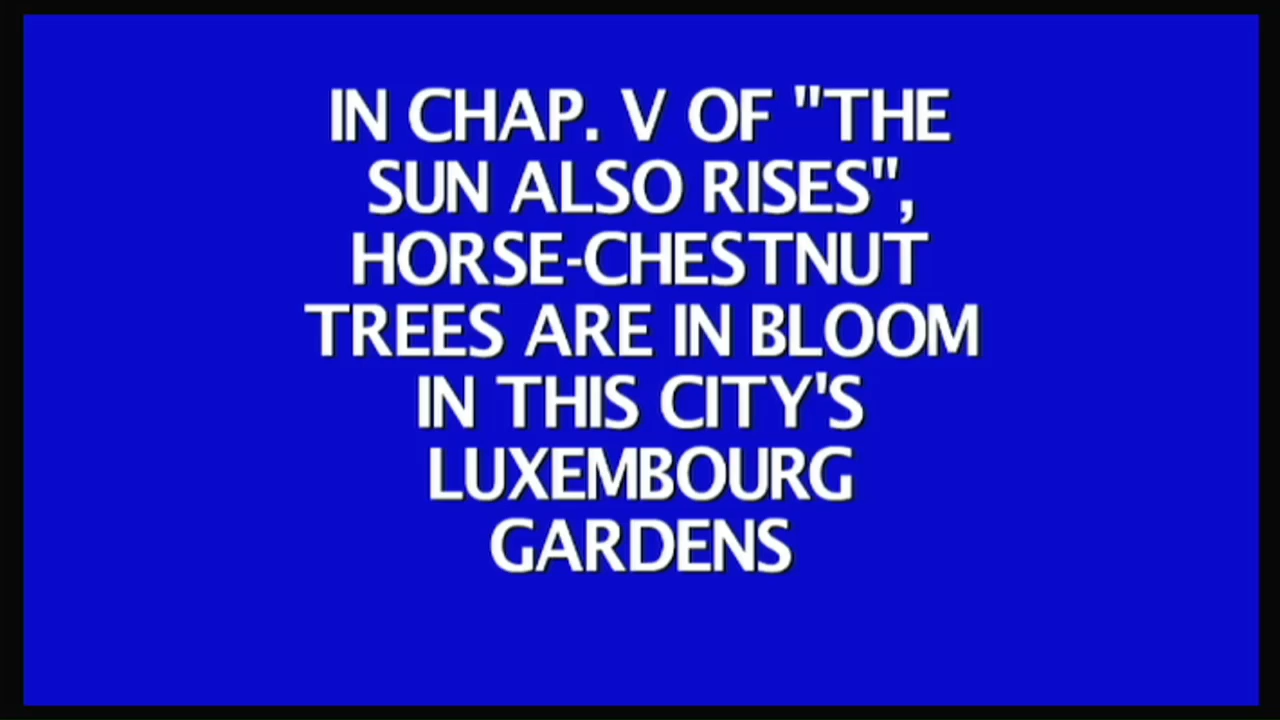 IN CHAP. V OF "THE
SUN ALSO RISES",
HORSE-CHESTNUT
TREES ARE IN BLOOM
IN THIS CITY'S
LUXEMBOURG
GARDENS